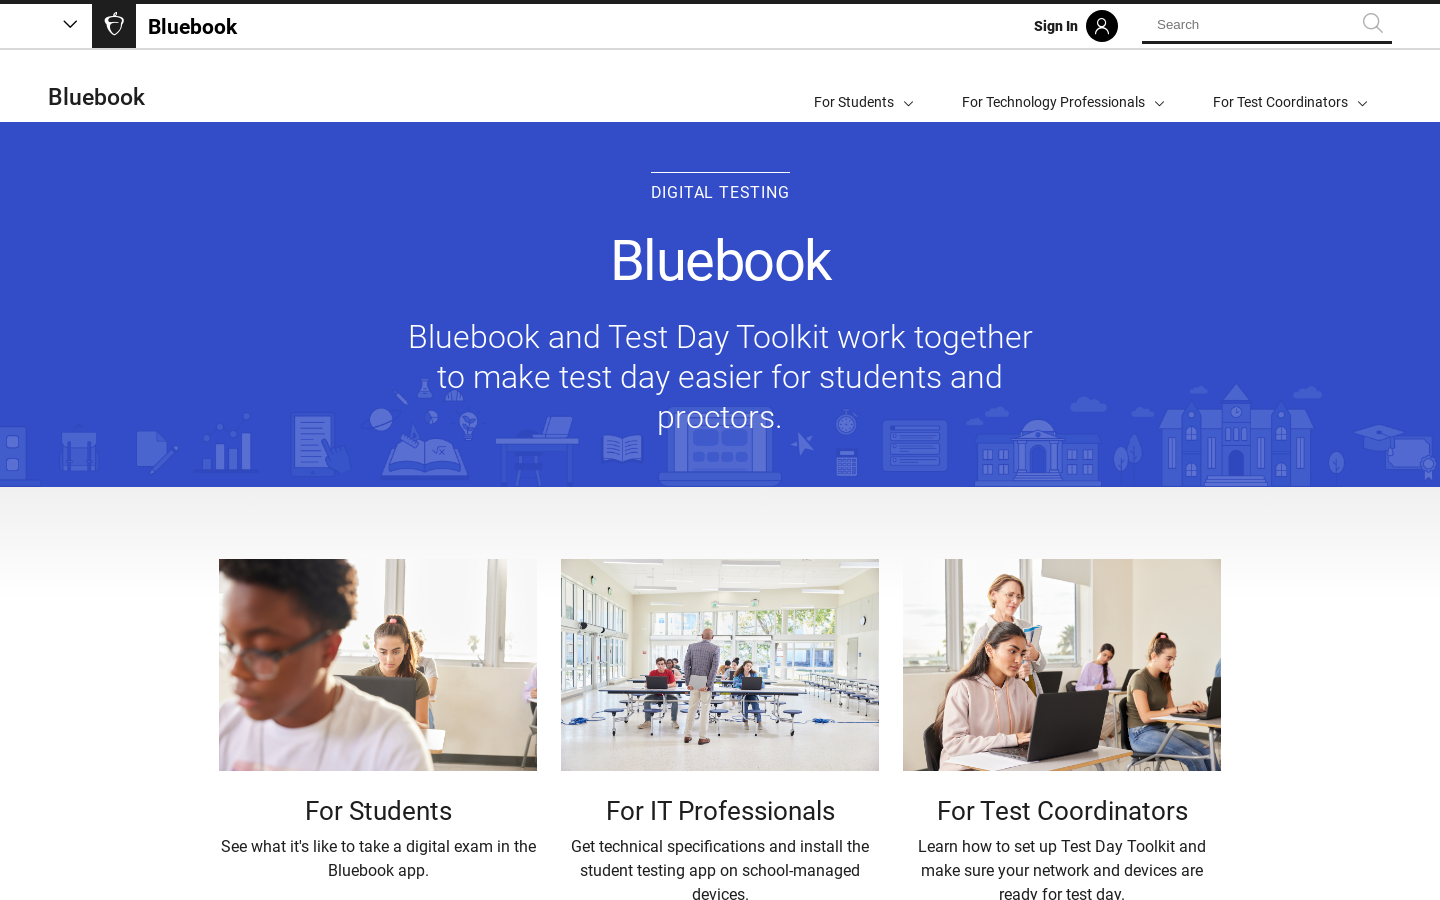 Bluebook
Sign In
Search
Bluebook
For Students
For Technology Professionals
For Test Coordinators
DIGITAL TESTING
Bluebook
Bluebook and Test Day Toolkit work together
to make test day easier for students and
proctors.
For Students
See what it's like to take a digital exam in the
Bluebook app.
For IT Professionals
Get technical specifications and install the
student testing app on school-managed
devices.
For Test Coordinators
Learn how to set up Test Day Toolkit and
make sure your network and devices are
ready for test day.